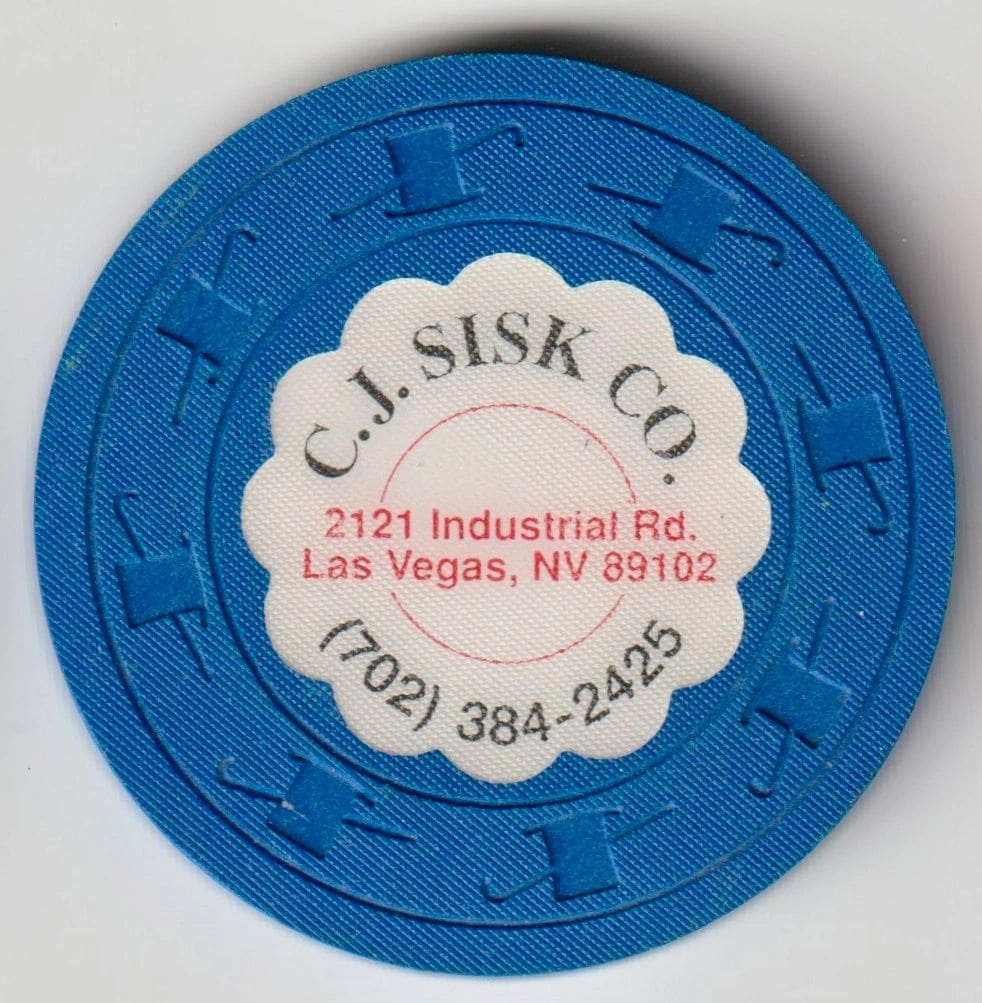 C.J. SISK CO.
2121 Industrial Rd.
Las Vegas, NV 89102
(702) 384-2425